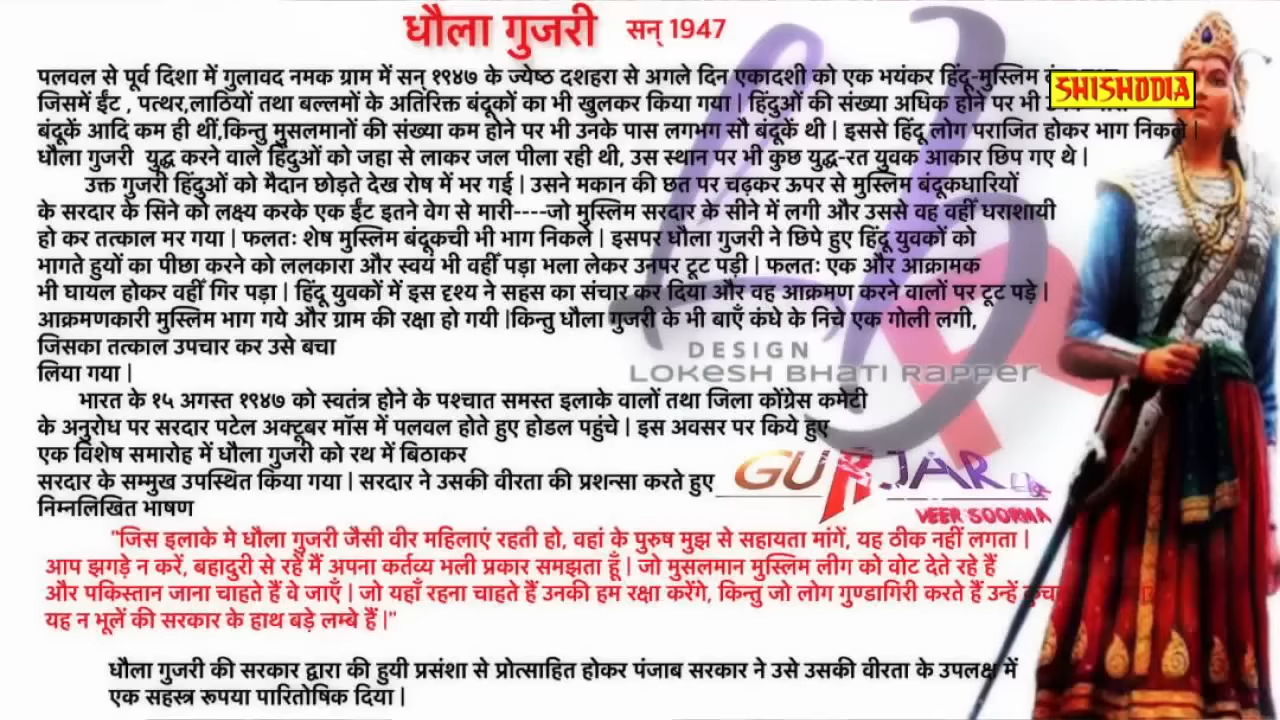 धौला गुजरी सन् 1947
पलवल से पूर्व दिशा में गुलावद नमक ग्राम में सन् १९४७ के ज्येष्ठ दशहरा से अगले दिन एकादशी को एक भयंकर हिंदू-मुस्लिम
SHISHODIA
जिसमें ईंट , पत्थर,लाठियों तथा बल्लमों के अतिरिक्त बंदूकों का भी खुलकर किया गया | हिंदुओं की संख्या अधिक होने पर भी
बंदूकें आदि कम ही थीं,किन्तु मुसलमानों की संख्या कम होने पर भी उनके पास लगभग सौ बंदूकें थी | इससे हिंदू लोग पराजित होकर भाग निकले |
धौला गुजरी युद्ध करने वाले हिंदुओं को जहा से लाकर जल पीला रही थी, उस स्थान पर भी कुछ युद्ध-रत युवक आकार छिप गए थे |
उक्त गुजरी हिंदुओं को मैदान छोड़ते देख रोष में भर गई | उसने मकान की छत पर चढ़कर ऊपर से मुस्लिम बंदूकधारियों
के सरदार के सिने को लक्ष्य करके एक ईंट इतने वेग से मारी----जो मुस्लिम सरदार के सीने में लगी और उससे वह वहीँ धराशायी
हो कर तत्काल मर गया | फलतः शेष मुस्लिम बंदूकची भी भाग निकले | इसपर धौला गुजरी ने छिपे हुए हिंदू युवकों को
भागते हुयों का पीछा करने को ललकारा और स्वयं भी वहीँ पड़ा भला लेकर उनपर टूट पड़ी | फलतः एक और आक्रामक
भी घायल होकर वहीँ गिर पड़ा | हिंदू युवकों में इस दृश्य ने सहस का संचार कर दिया और वह आक्रमण करने वालों पर टूट पड़े |
आक्रमणकारी मुस्लिम भाग गये और ग्राम की रक्षा हो गयी |किन्तु धौला गुजरी के भी बाएँ कंधे के निचे एक गोली लगी,
जिसका तत्काल उपचार कर उसे बचा
लिया गया |
DESIGN
LOKESH BHATI RAPPER
भारत के १५ अगस्त १९४७ को स्वतंत्र होने के पश्चात समस्त इलाके वालों तथा जिला कोंग्रेस कमेटी
के अनुरोध पर सरदार पटेल अक्टूबर मॉस में पलवल होते हुए होडल पहुंचे | इस अवसर पर किये हुए
एक विशेष समारोह में धौला गुजरी को रथ में बिठाकर
सरदार के सम्मुख उपस्थित किया गया | सरदार ने उसकी वीरता की प्रशन्सा करते हुए
निम्नलिखित भाषण
GURJAR
VEER SOORMA
"जिस इलाके मे धौला गुजरी जैसी वीर महिलाएं रहती हो, वहां के पुरुष मुझ से सहायता मांगें, यह ठीक नहीं लगता |
आप झगड़े न करें, बहादुरी से रहें मैं अपना कर्तव्य भली प्रकार समझता हूँ | जो मुसलमान मुस्लिम लीग को वोट देते रहे हैं
और पकिस्तान जाना चाहते हैं वे जाएँ | जो यहाँ रहना चाहते हैं उनकी हम रक्षा करेंगे, किन्तु जो लोग गुण्डागिरी करते हैं उन्हें
यह न भूलें की सरकार के हाथ बड़े लम्बे हैं |"
धौला गुजरी की सरकार द्वारा की हुयी प्रसंशा से प्रोत्साहित होकर पंजाब सरकार ने उसे उसकी वीरता के उपलक्ष में
एक सहस्त्र रूपया पारितोषिक दिया |